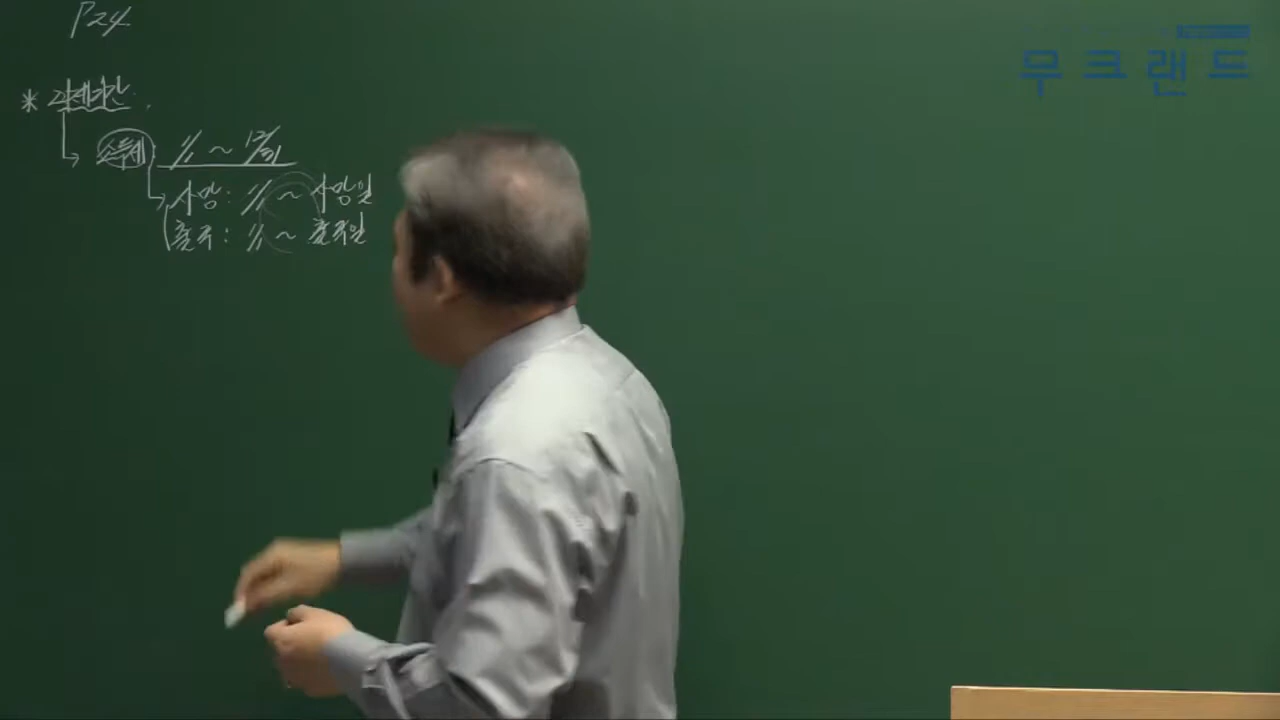 P24.
무크랜드
* 과세기간.
소득세: 1/1 ~ 12/31
사망: 1/1 ~ 사망일
출국: 1/1 ~ 출국일